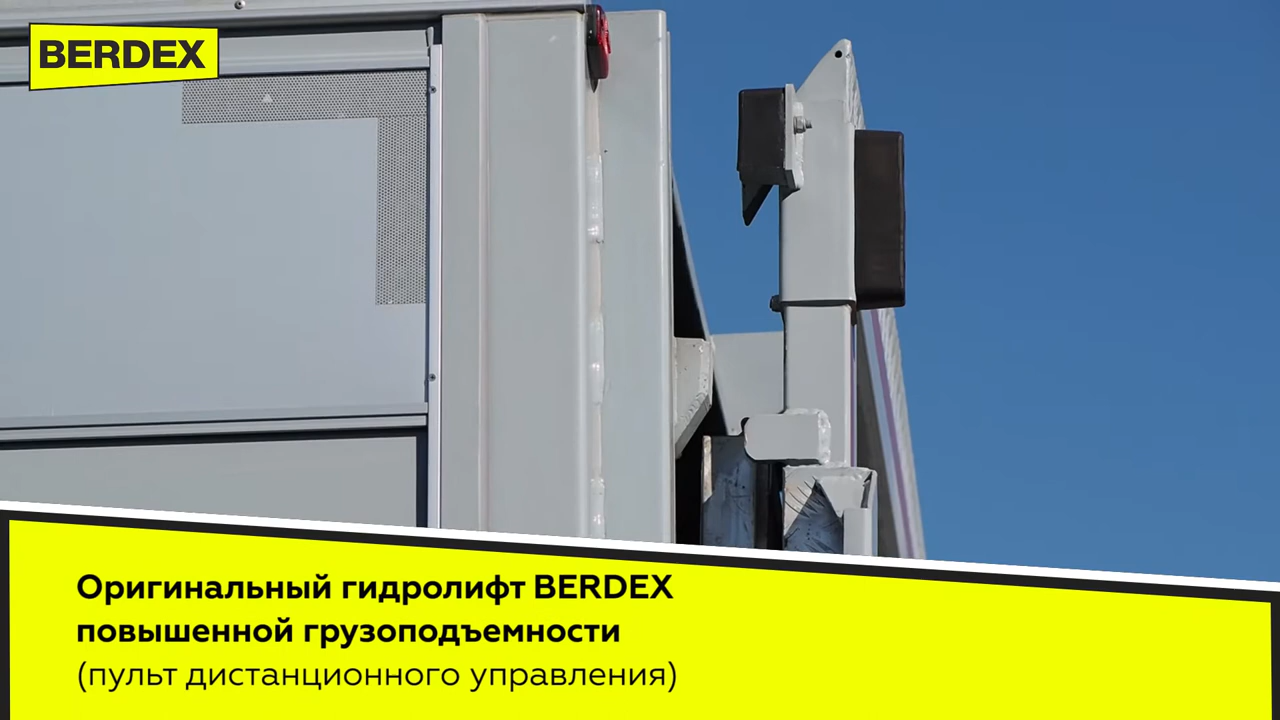 BERDEX
Оригинальный гидролифт BERDEX
повышенной грузоподъемности
(пульт дистанционного управления)